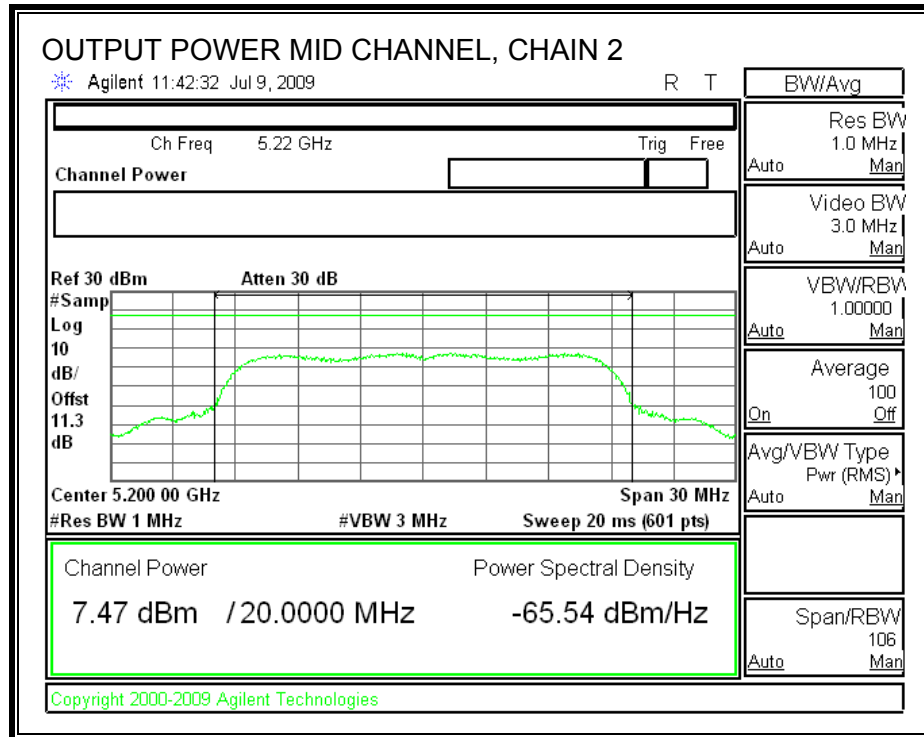 OUTPUT POWER MID CHANNEL, CHAIN 2
Agilent 11:42:32 Jul 9, 2009 R T
Ch Freq 5.22 GHz Trig Free
Channel Power
Ref 30 dBm Atten 30 dB
#Samp
Log
10
dB/
Offst
11.3
dB
Center 5.200 00 GHz Span 30 MHz
#Res BW 1 MHz #VBW 3 MHz Sweep 20 ms (601 pts)
Channel Power Power Spectral Density
7.47 dBm / 20.0000 MHz -65.54 dBm/Hz
Copyright 2000-2009 Agilent Technologies
BW/Avg
Res BW
1.0 MHz
Auto Man
Video BW
3.0 MHz
Auto Man
VBW/RBW
1.00000
Auto Man
Average
100
On Off
Avg/VBW Type
Pwr (RMS)
Auto Man
Span/RBW
106
Auto Man